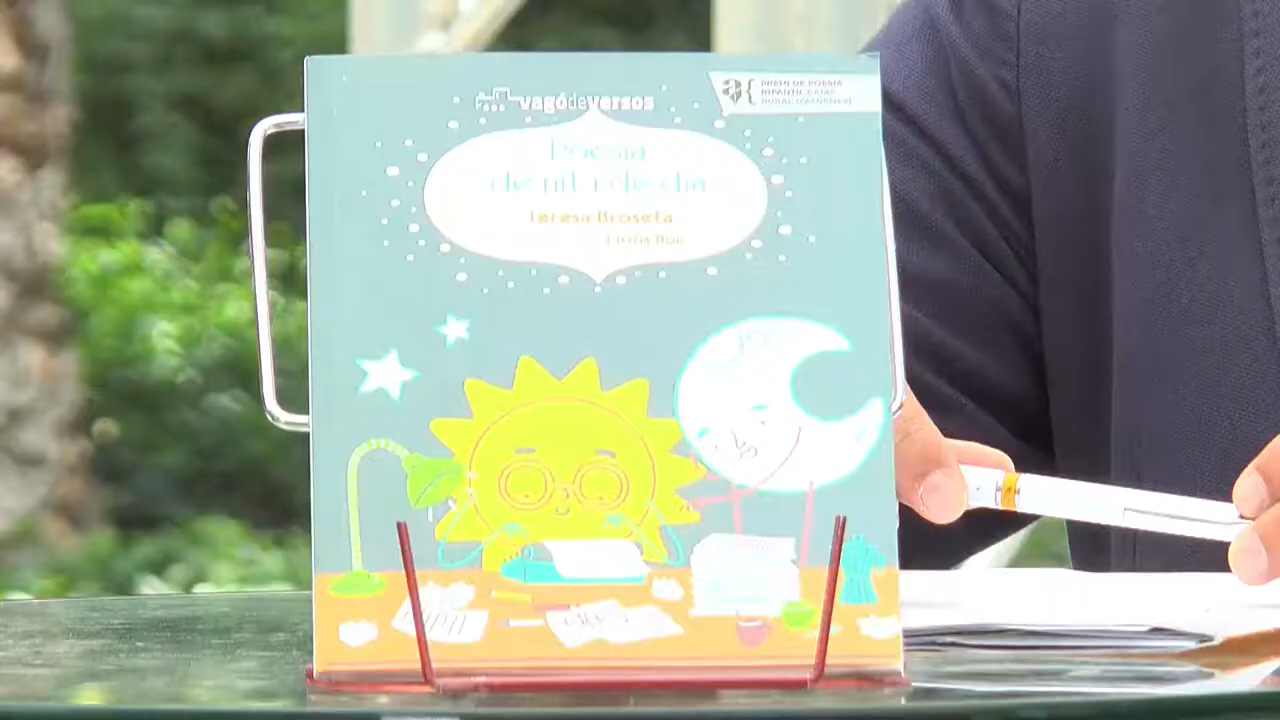 vagódeversos
PREMI DE POESIA
INFANTIL CAIXA
RURAL D'ALGEMESÍ
Poesia
de nit i de dia
Teresa Broseta